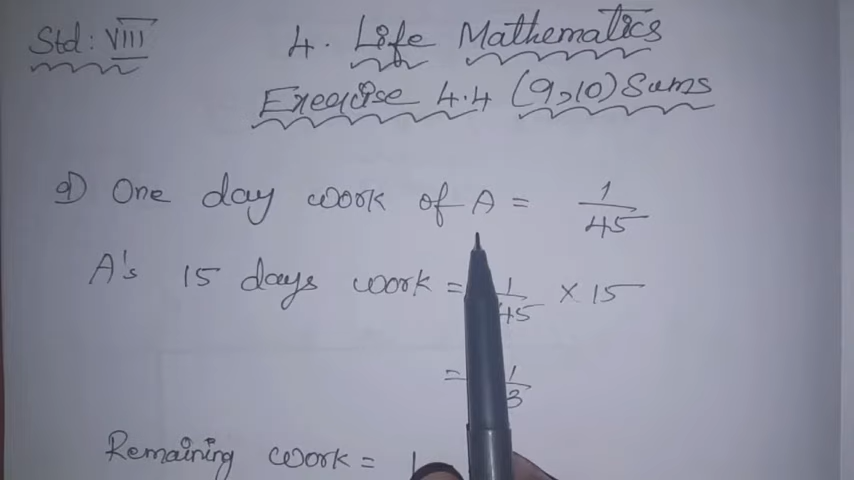 Std: VIII
4. Life Mathematics
Exercise 4.4 (9,10) Sums
9) One day work of A = 1/45
A's 15 days work = 1/45 × 15
= 1/3
Remaining work = 1